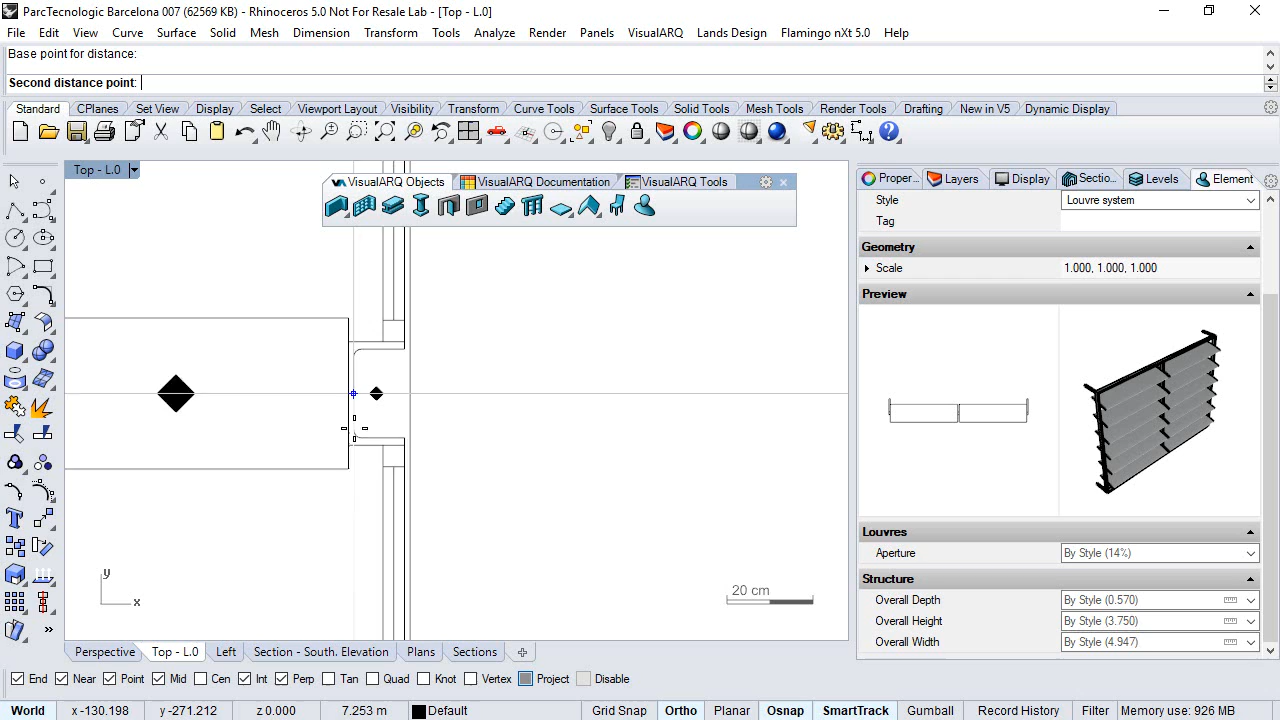 ParcTecnologic Barcelona 007 (62569 KB) - Rhinoceros 5.0 Not For Resale Lab - [Top - L.0]
File Edit View Curve Surface Solid Mesh Dimension Transform Tools Analyze Render Panels VisualARQ Lands Design Flamingo nXt 5.0 Help
Base point for distance:
Second distance point:
Standard CPlanes Set View Display Select Viewport Layout Visibility Transform Curve Tools Surface Tools Solid Tools Mesh Tools Render Tools Drafting New in V5 Dynamic Display
Top - L.0
VisualARQ Objects VisualARQ Documentation VisualARQ Tools
Proper... Layers Display Sectio... Levels Element
Style Louvre system
Tag
Geometry
Scale 1.000, 1.000, 1.000
Preview
Louvres
Aperture By Style (14%)
Structure
Overall Depth By Style (0.570)
Overall Height By Style (3.750)
Overall Width By Style (4.947)
y
x
20 cm
Perspective Top - L.0 Left Section - South. Elevation Plans Sections
End Near Point Mid Cen Int Perp Tan Quad Knot Vertex Project Disable
World x -130.198 y -271.212 z 0.000 7.253 m Default Grid Snap Ortho Planar Osnap SmartTrack Gumball Record History Filter Memory use: 926 MB